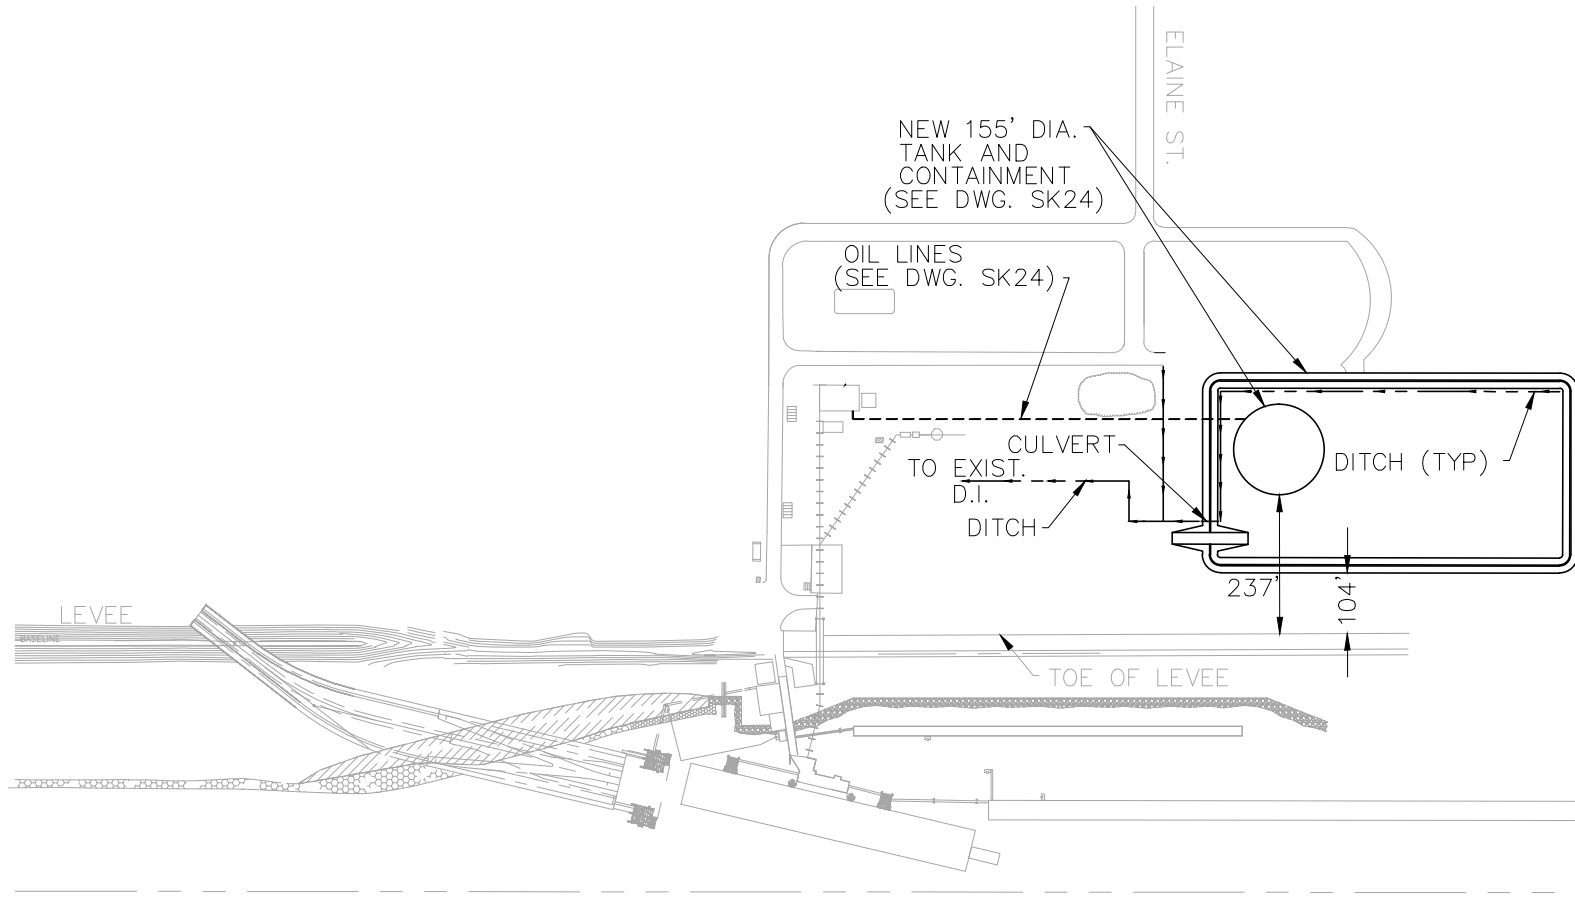 ELAINE ST.
NEW 155' DIA.
TANK AND
CONTAINMENT
(SEE DWG. SK24)
OIL LINES
(SEE DWG. SK24)
CULVERT
TO EXIST.
D.I.
DITCH (TYP)
DITCH
237'
104'
LEVEE
BASELINE
TOE OF LEVEE